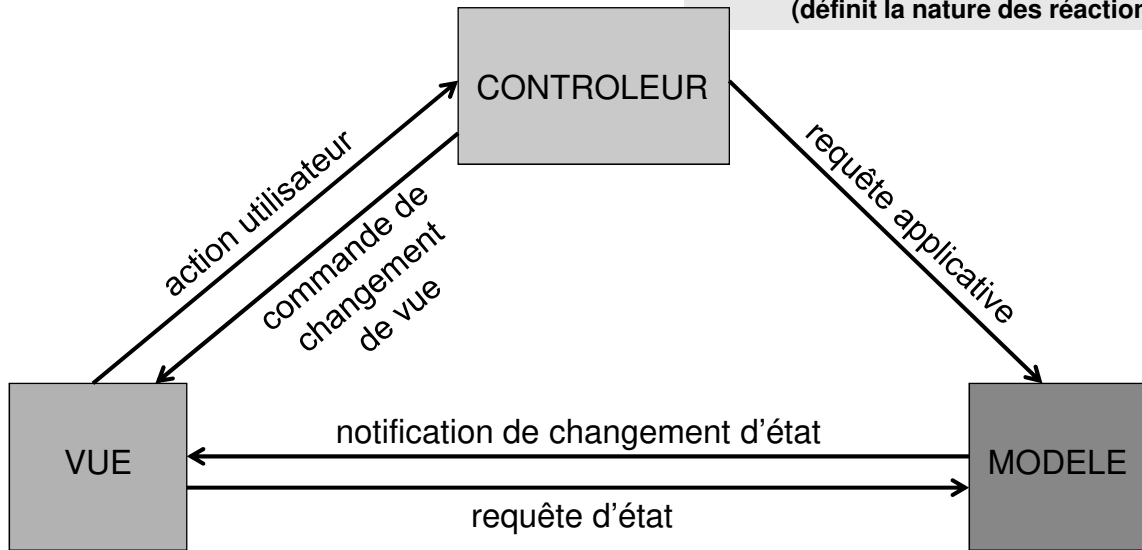 (définit la nature des réaction
CONTROLEUR
action utilisateur
commande de
changement
de vue
requête applicative
notification de changement d'état
VUE
MODELE
requête d'état